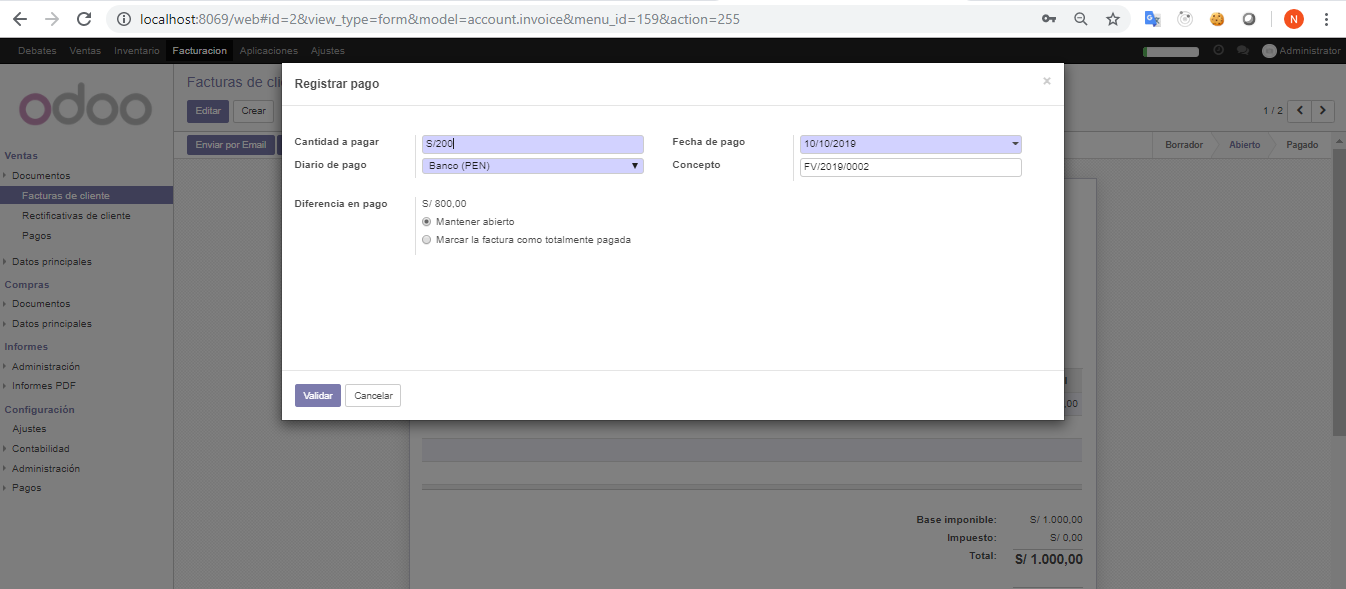 localhost:8069/web#id=2&view_type=form&model=account.invoice&menu_id=159&action=255
N
Debates Ventas Inventario Facturacion Aplicaciones Ajustes
Administrator
odoo
Facturas de cli
Editar Crear
1 / 2
Enviar por Email
Borrador Abierto Pagado
Ventas
Documentos
Facturas de cliente
Rectificativas de cliente
Pagos
Datos principales
Compras
Documentos
Datos principales
Informes
Administración
Informes PDF
Configuración
Ajustes
Contabilidad
Administración
Pagos
Registrar pago
×
Cantidad a pagar S/200
Fecha de pago 10/10/2019
Diario de pago Banco (PEN)
Concepto FV/2019/0002
Diferencia en pago S/ 800,00
Mantener abierto
Marcar la factura como totalmente pagada
Validar Cancelar
,00
Base imponible: S/ 1.000,00
Impuesto: S/ 0,00
Total: S/ 1.000,00